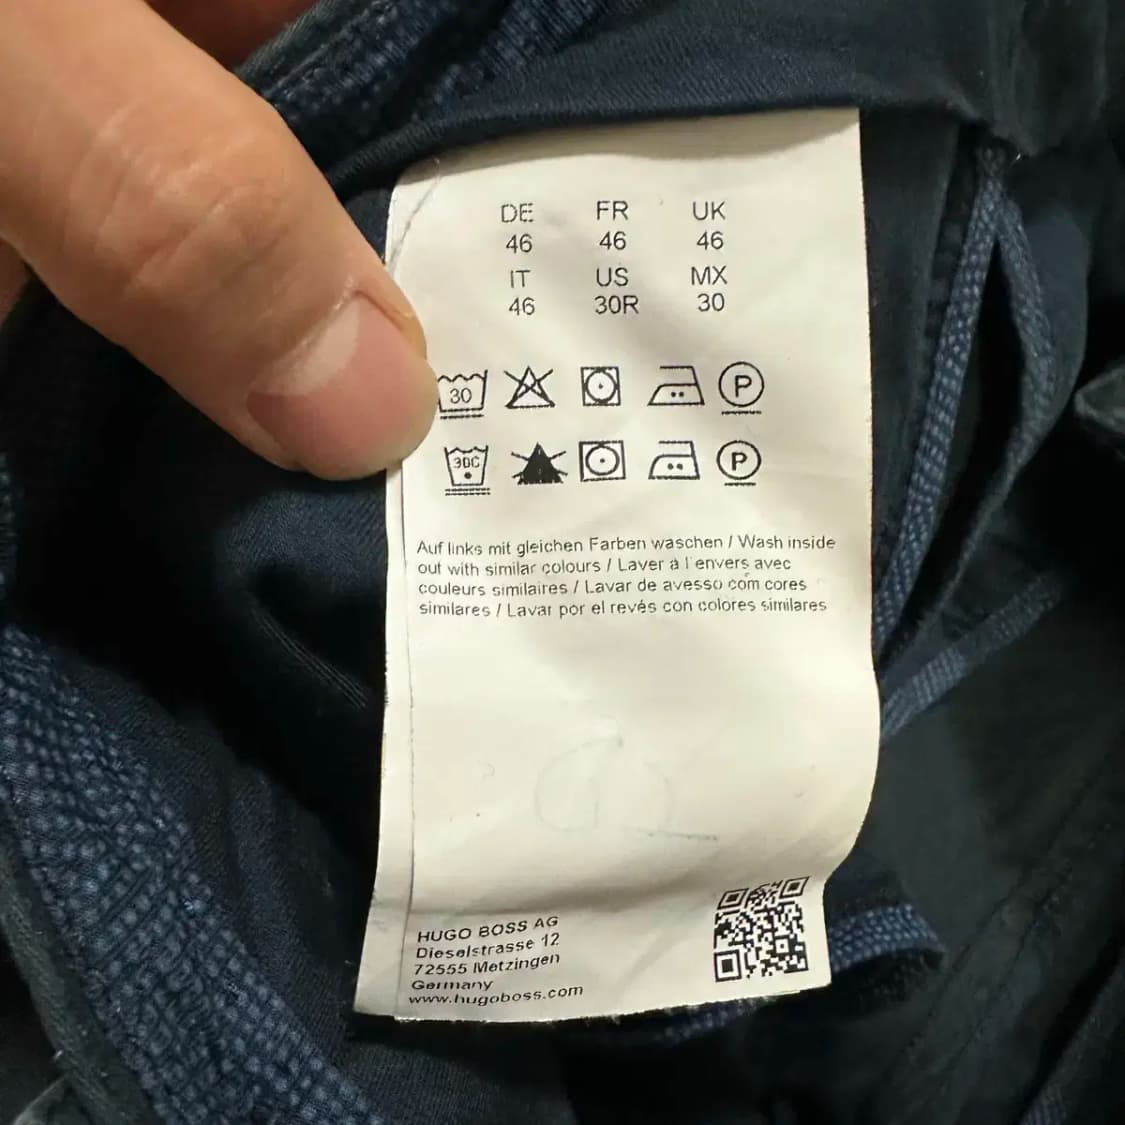 DE FR UK
46 46 46
IT US MX
46 30R 30
30 P
30C P
Auf links mit gleichen Farben waschen / Wash inside
out with similar colours / Laver à l'envers avec
couleurs similaires / Lavar de avesso com cores
similares / Lavar por el revés con colores similares
HUGO BOSS AG
Dieselstrasse 12
72555 Metzingen
Germany
www.hugoboss.com